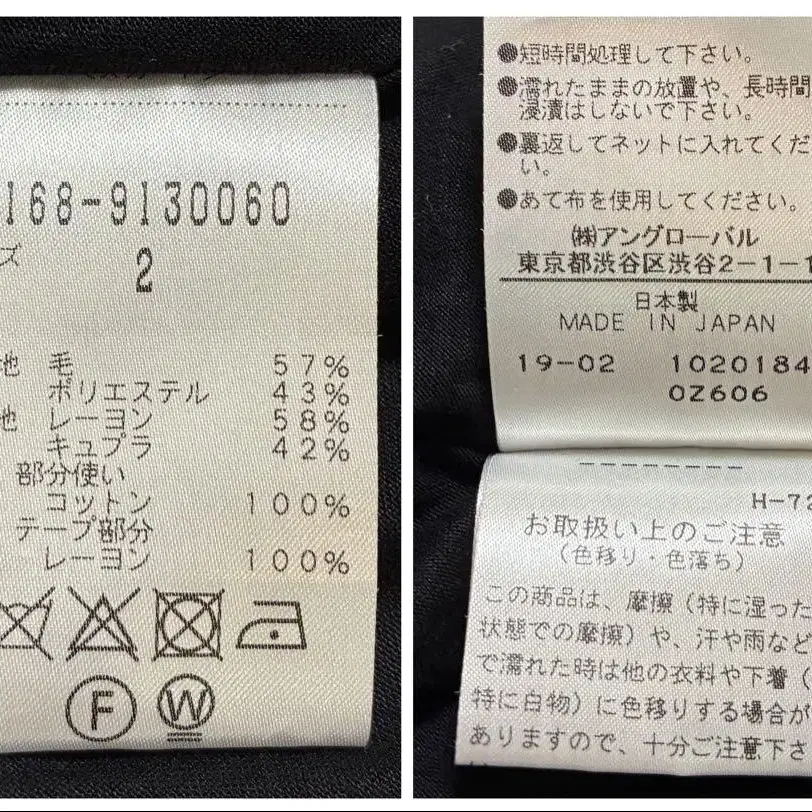 168-9130060
ズ
2
地 毛 57%
ポリエステル 43%
地 レーヨン 58%
キュプラ 42%
部分使い
コットン 100%
テープ部分
レーヨン 100%
F W
●短時間処理して下さい。
●濡れたままの放置や、長時間
浸漬はしないで下さい。
●裏返してネットに入れてくだ
い。
●あて布を使用してください。
㈱アングローバル
東京都渋谷区渋谷2-1-1
日本製
MADE IN JAPAN
19-02 1020184
0Z606
H-72
お取扱い上のご注意
(色移り・色落ち)
この商品は、摩擦(特に湿った
状態での摩擦)や、汗や雨など
で濡れた時は他の衣料や下着(
特に白物)に色移りする場合が
ありますので、十分ご注意下さ